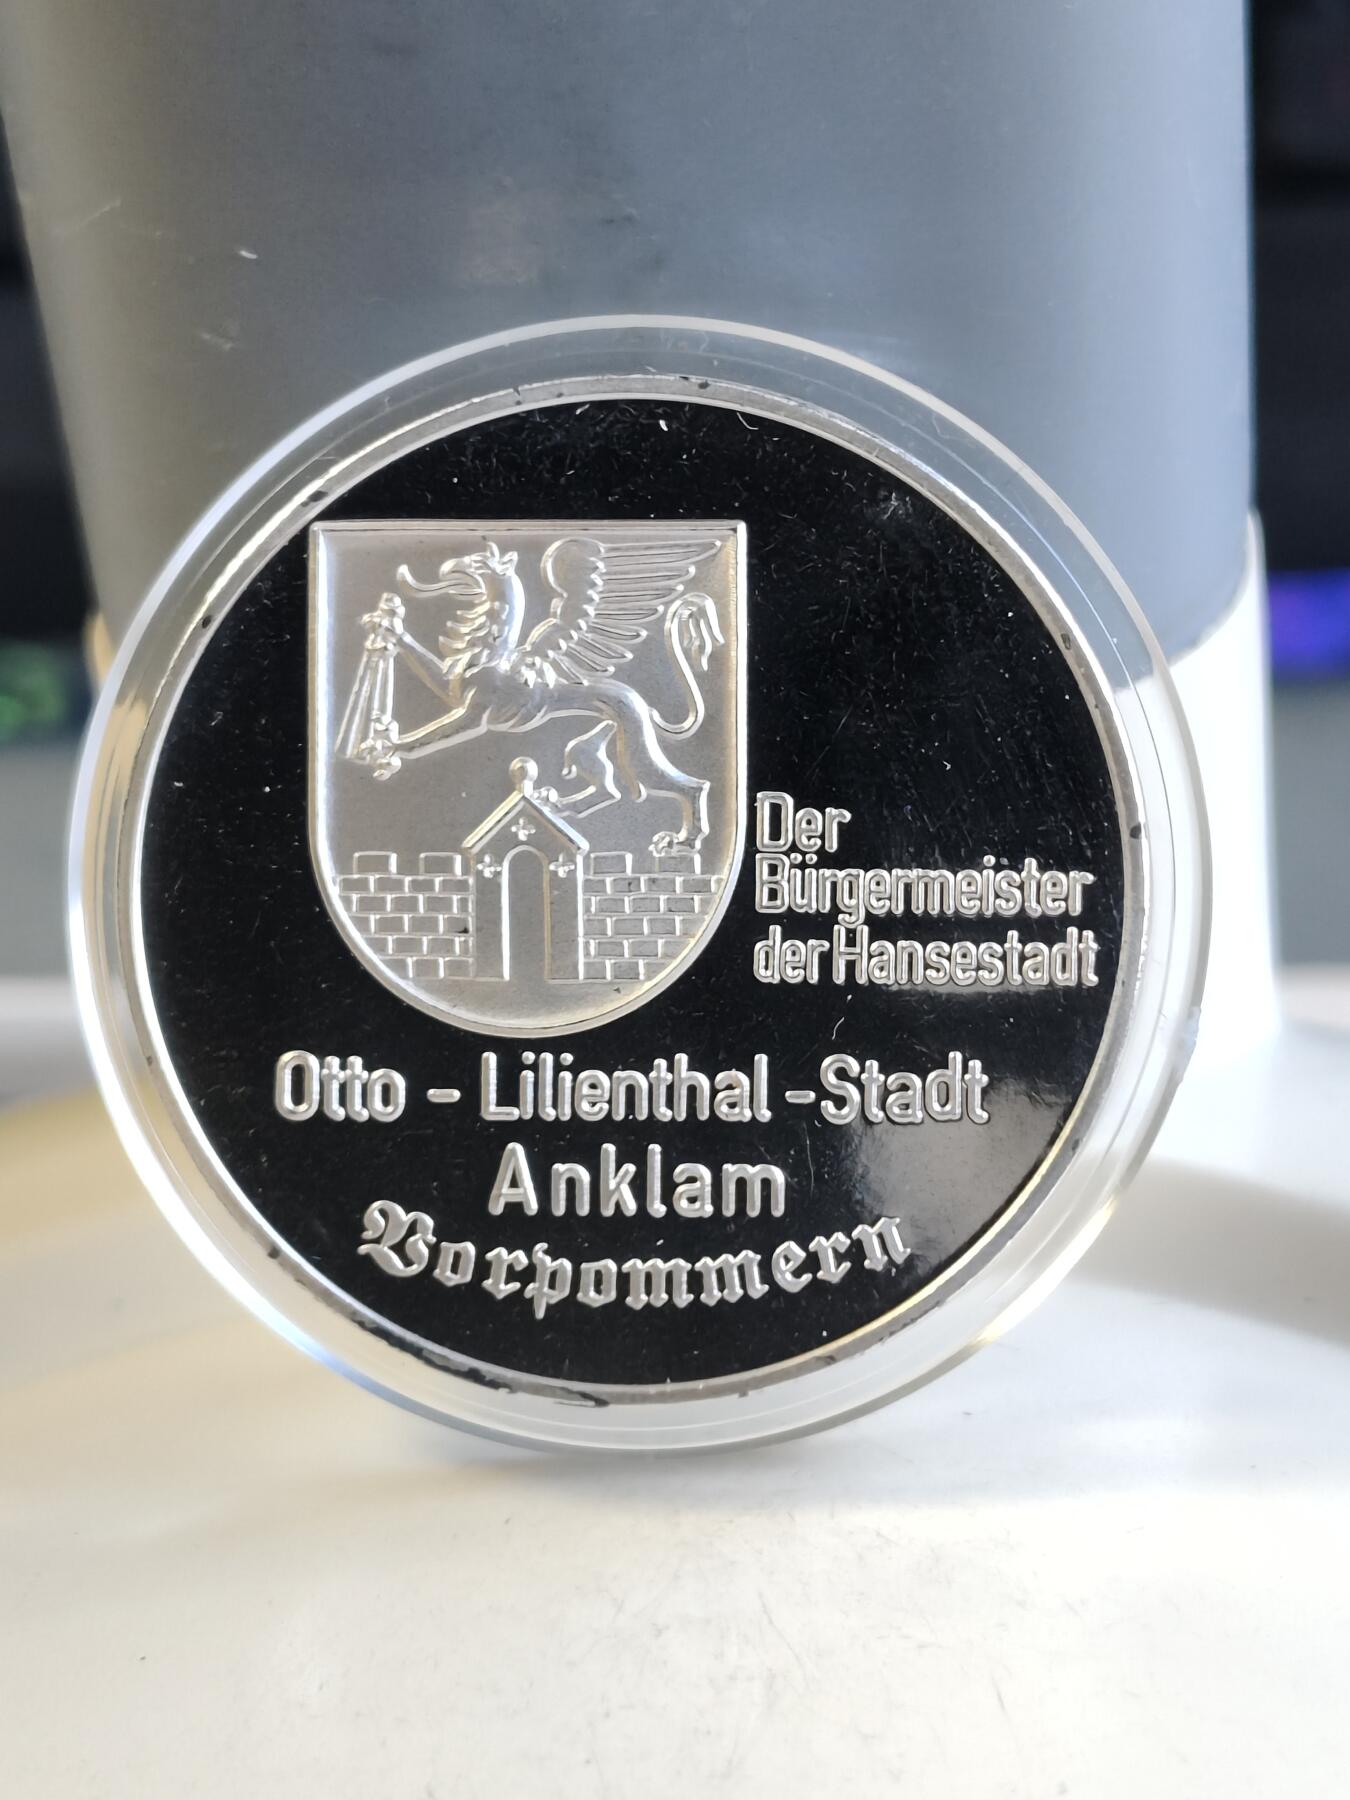 Der
Bürgermeister
der Hansestadt
Otto - Lilienthal - Stadt
Anklam
Vorpommern